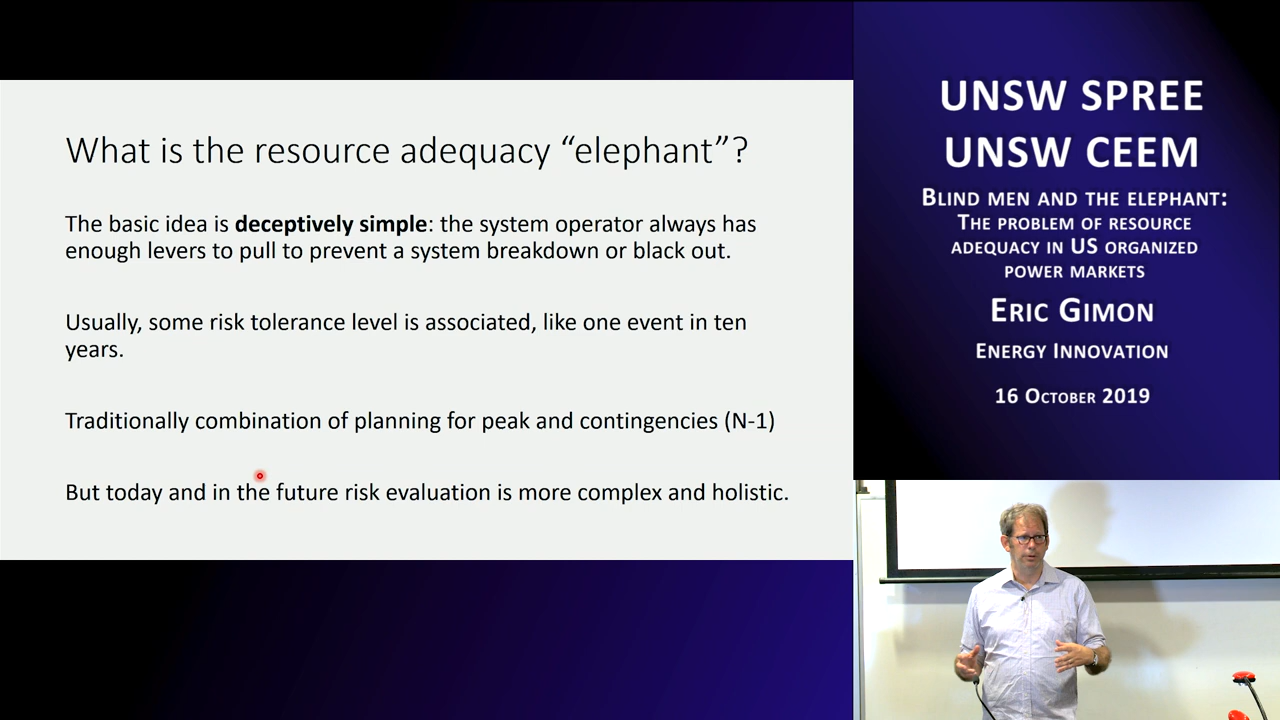 What is the resource adequacy “elephant”?
The basic idea is deceptively simple: the system operator always has
enough levers to pull to prevent a system breakdown or black out.
Usually, some risk tolerance level is associated, like one event in ten
years.
Traditionally combination of planning for peak and contingencies (N-1)
But today and in the future risk evaluation is more complex and holistic.
UNSW SPREE
UNSW CEEM
BLIND MEN AND THE ELEPHANT:
THE PROBLEM OF RESOURCE
ADEQUACY IN US ORGANIZED
POWER MARKETS
ERIC GIMON
ENERGY INNOVATION
16 OCTOBER 2019